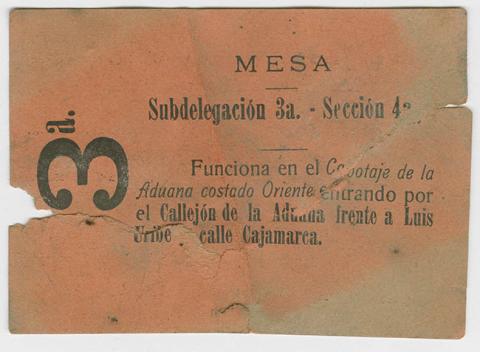 MESA
Subdelegación 3a. - Sección 4a
3a.
Funciona en el Cabotaje de la
Aduana costado Oriente entrando por
el Callejón de la Aduana frente a Luis
Uribe calle Cajamarca.